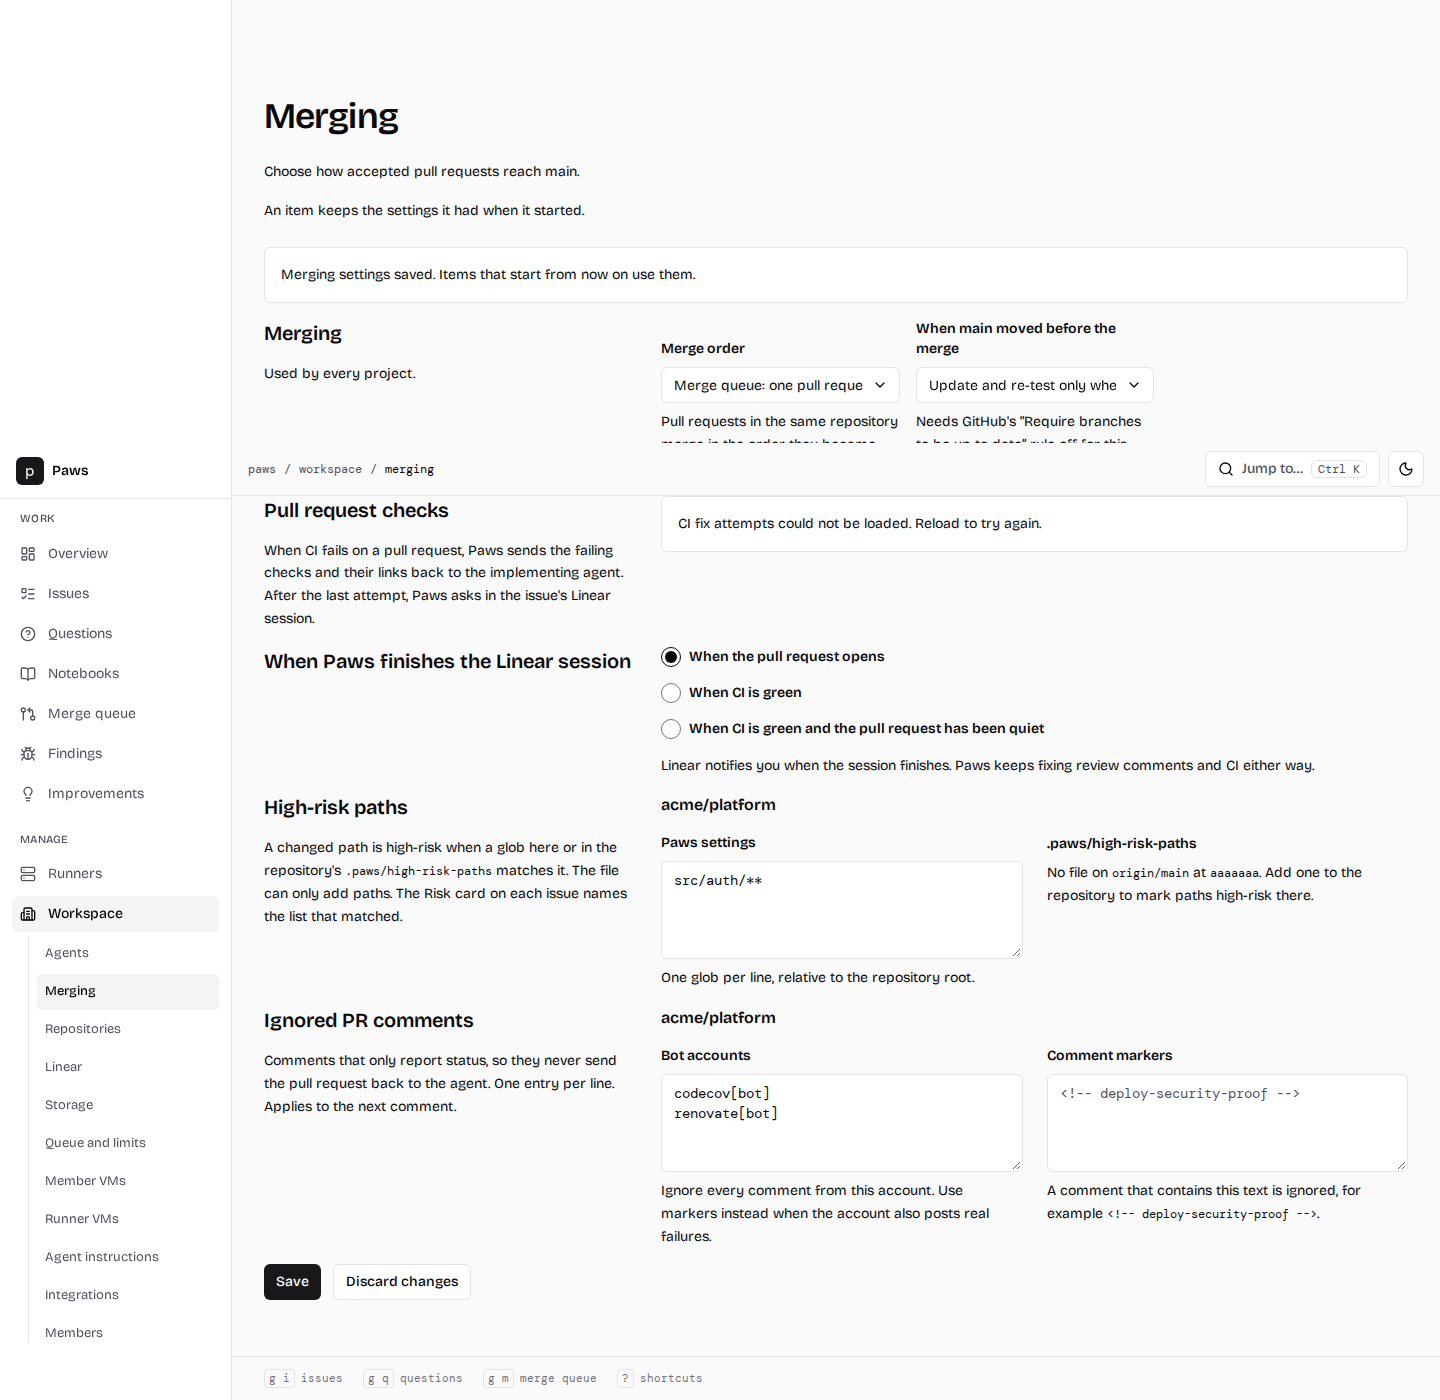 Merging
Choose how accepted pull requests reach main.
An item keeps the settings it had when it started.
Merging settings saved. Items that start from now on use them.
Merging
Used by every project.
Merge order
Merge queue: one pull reque
Pull requests in the same repository
merge in the order they become
When main moved before the
merge
Update and re-test only whe
Needs GitHub's "Require branches
to be up to date" rule off for this
p Paws
paws / workspace / merging
Jump to... Ctrl K
WORK
Overview
Issues
Questions
Notebooks
Merge queue
Findings
Improvements
MANAGE
Runners
Workspace
Agents
Merging
Repositories
Linear
Storage
Queue and limits
Member VMs
Runner VMs
Agent instructions
Integrations
Members
Pull request checks
When CI fails on a pull request, Paws sends the failing
checks and their links back to the implementing agent.
After the last attempt, Paws asks in the issue's Linear
session.
CI fix attempts could not be loaded. Reload to try again.
When Paws finishes the Linear session
When the pull request opens
When CI is green
When CI is green and the pull request has been quiet
Linear notifies you when the session finishes. Paws keeps fixing review comments and CI either way.
High-risk paths
A changed path is high-risk when a glob here or in the
repository's .paws/high-risk-paths matches it. The file
can only add paths. The Risk card on each issue names
the list that matched.
acme/platform
Paws settings
src/auth/**
One glob per line, relative to the repository root.
.paws/high-risk-paths
No file on origin/main at aaaaaaa. Add one to the
repository to mark paths high-risk there.
Ignored PR comments
Comments that only report status, so they never send
the pull request back to the agent. One entry per line.
Applies to the next comment.
acme/platform
Bot accounts
codecov[bot]
renovate[bot]
Ignore every comment from this account. Use
markers instead when the account also posts real
failures.
Comment markers
<!-- deploy-security-proof -->
A comment that contains this text is ignored, for
example <!-- deploy-security-proof -->.
Save
Discard changes
g i issues g q questions g m merge queue ? shortcuts